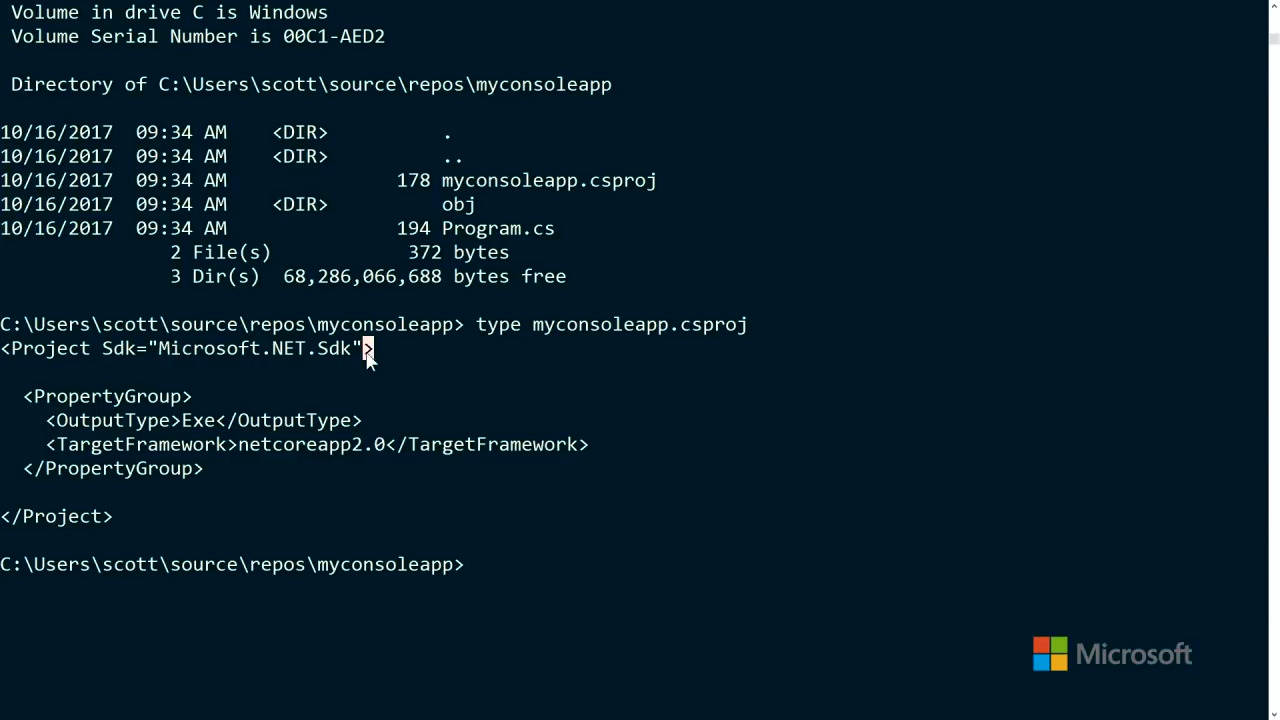 Volume in drive C is Windows
Volume Serial Number is 00C1-AED2
Directory of C:\Users\scott\source\repos\myconsoleapp
10/16/2017  09:34 AM    <DIR>          .
10/16/2017  09:34 AM    <DIR>          ..
10/16/2017  09:34 AM               178 myconsoleapp.csproj
10/16/2017  09:34 AM    <DIR>          obj
10/16/2017  09:34 AM               194 Program.cs
2 File(s)            372 bytes
3 Dir(s)  68,286,066,688 bytes free
C:\Users\scott\source\repos\myconsoleapp> type myconsoleapp.csproj
<Project Sdk="Microsoft.NET.Sdk">
<PropertyGroup>
<OutputType>Exe</OutputType>
<TargetFramework>netcoreapp2.0</TargetFramework>
</PropertyGroup>
</Project>
C:\Users\scott\source\repos\myconsoleapp>
Microsoft